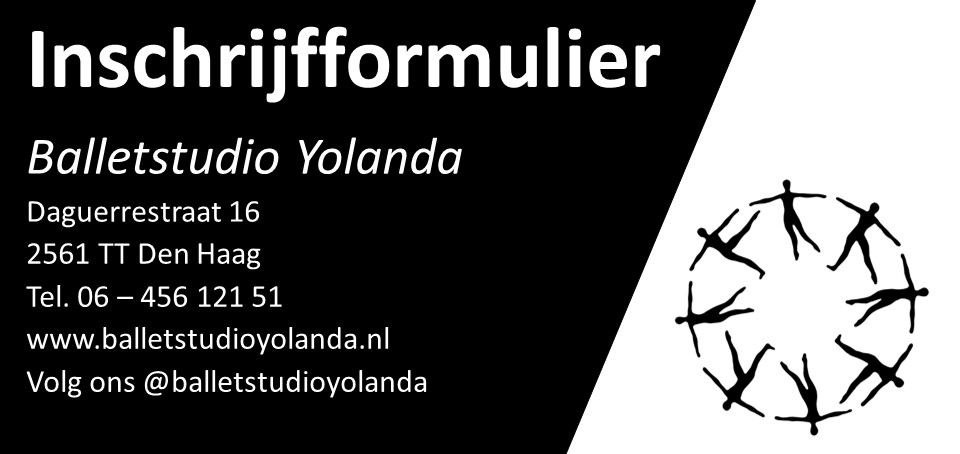 Inschrijfformulier
Balletstudio Yolanda
Daguerrestraat 16
2561 TT Den Haag
Tel. 06 – 456 121 51
www.balletstudioyolanda.nl
Volg ons @balletstudioyolanda